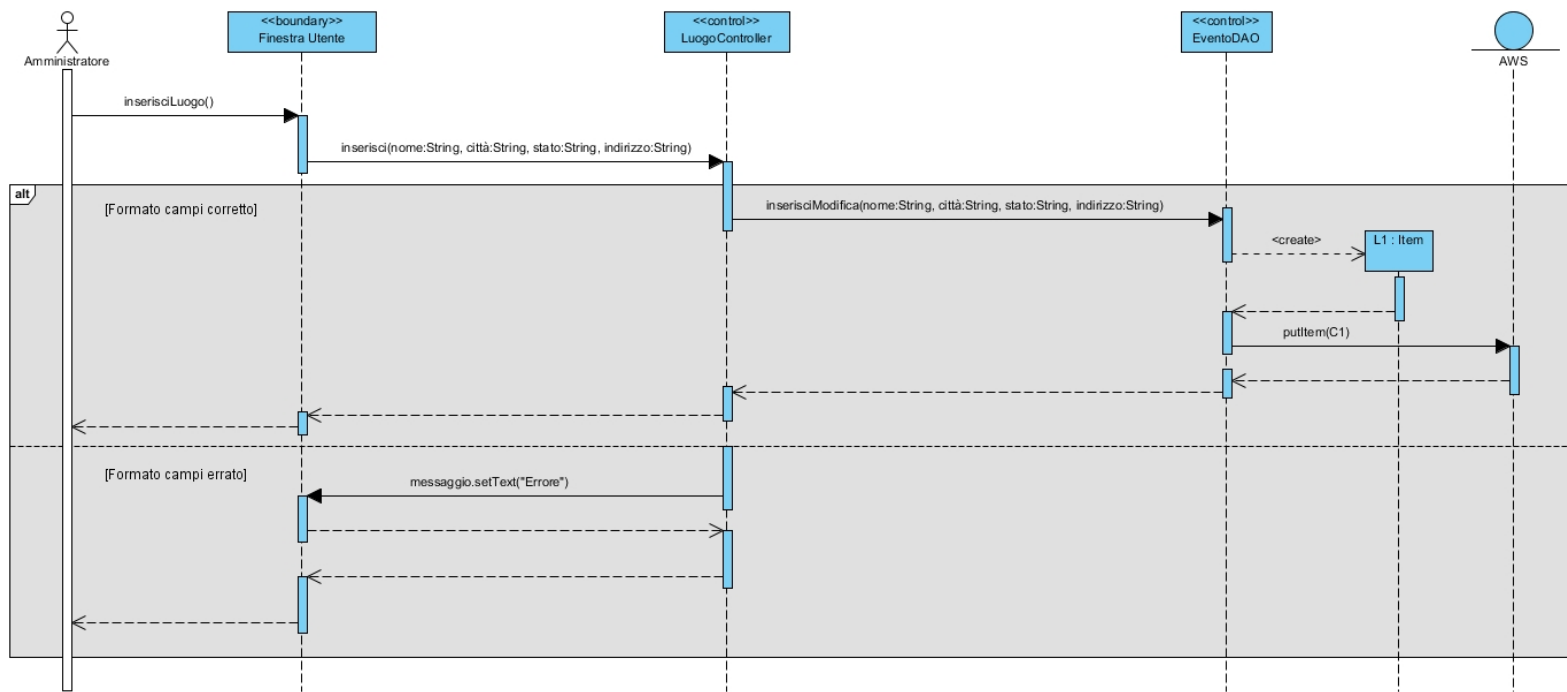 <<boundary>>
Finestra Utente
<<control>>
LuogoController
<<control>>
EventoDAO
Amministratore
AWS
inserisciLuogo()
inserisci(nome:String, città:String, stato:String, indirizzo:String)
alt
[Formato campi corretto]
inserisciModifica(nome:String, città:String, stato:String, indirizzo:String)
<create>
L1 : Item
putItem(C1)
[Formato campi errato]
messaggio.setText("Errore")